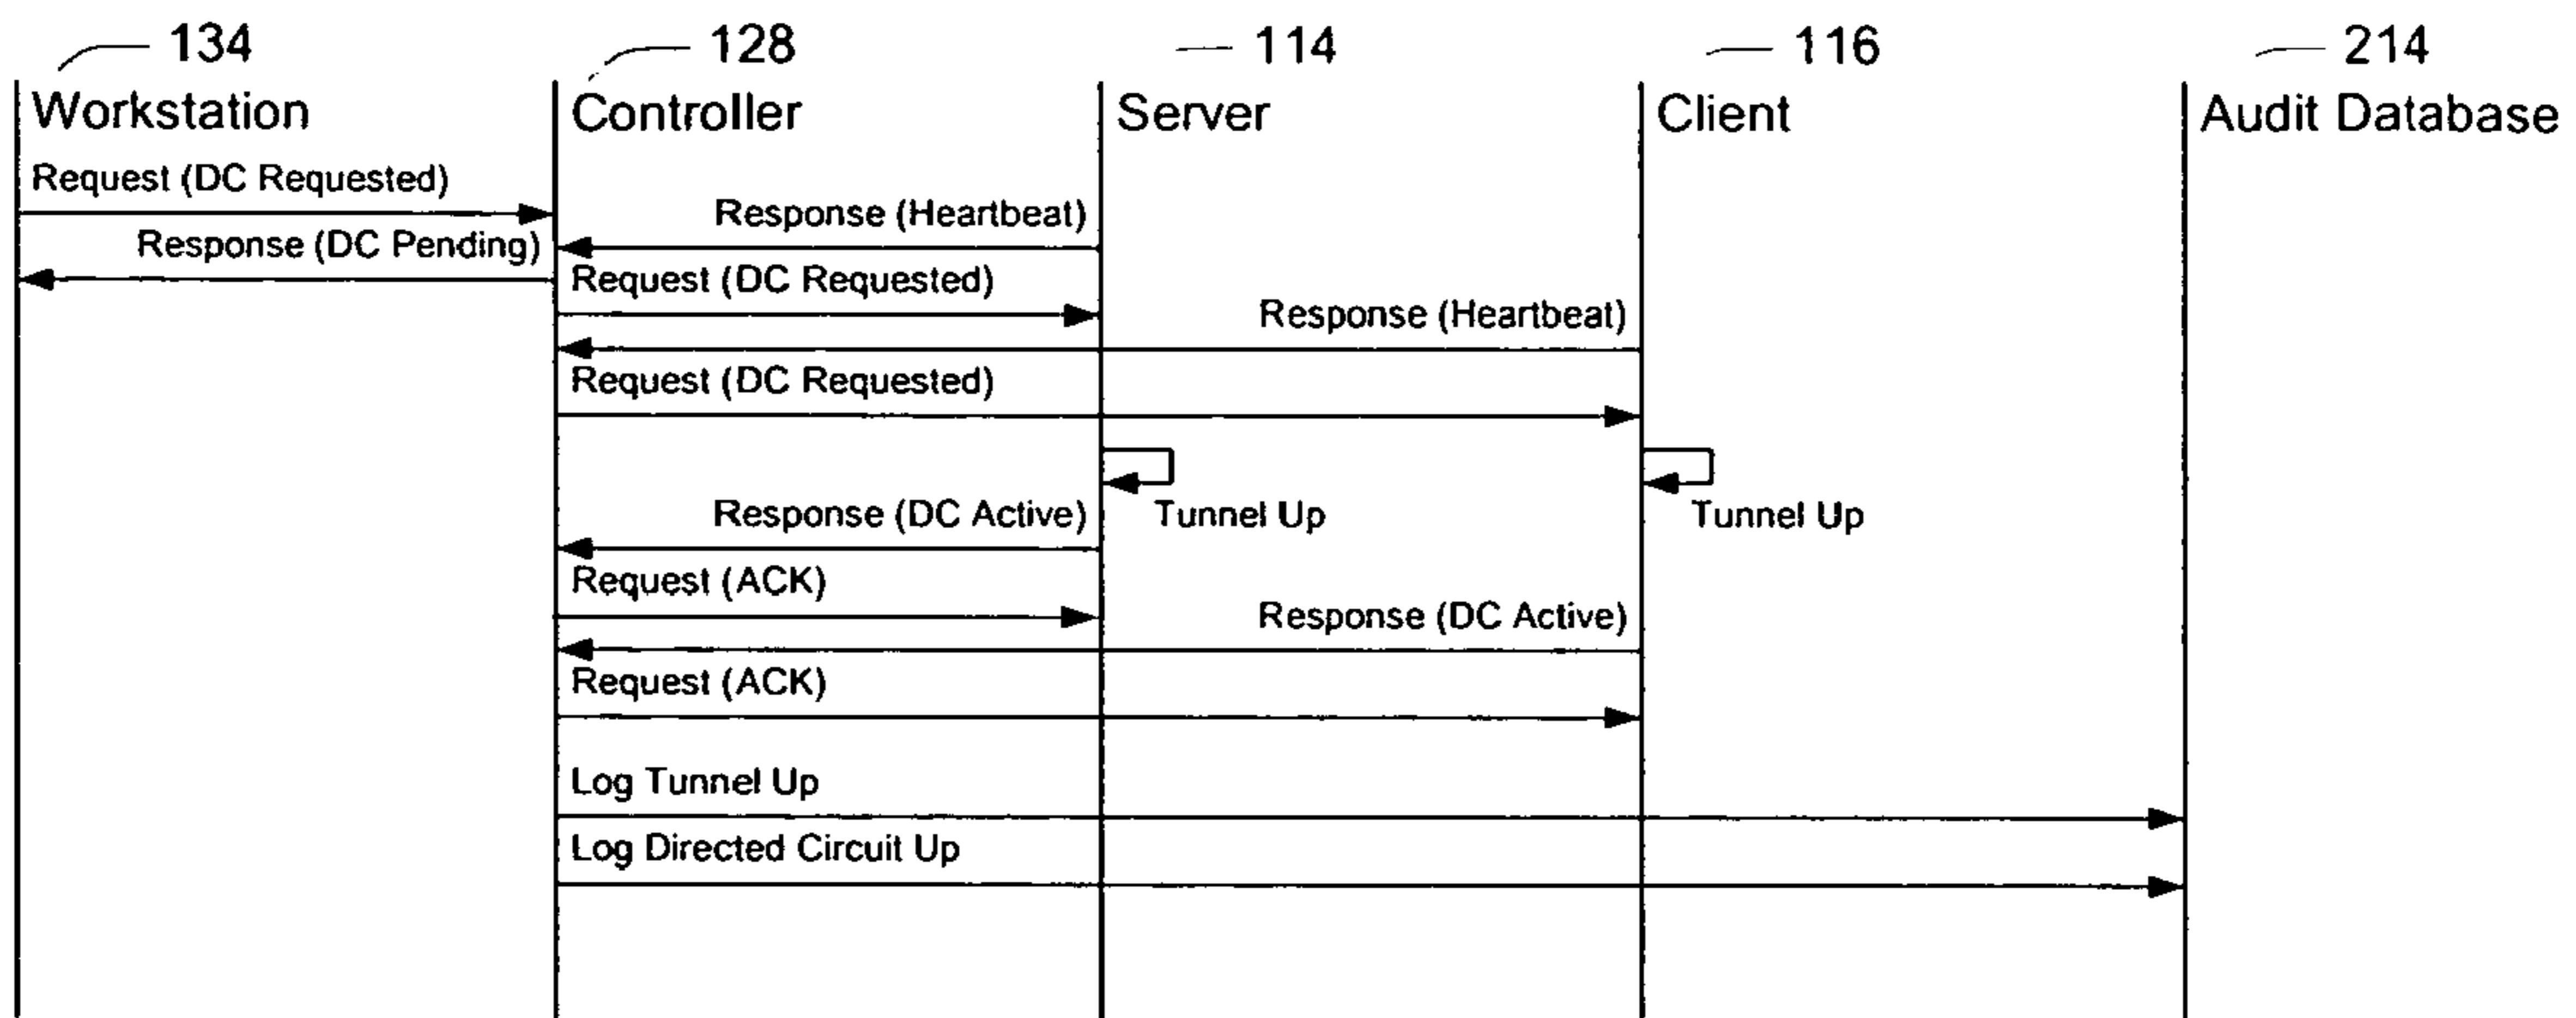 134
128
114
116
214
Workstation
Controller
Server
Client
Audit Database
Request (DC Requested)
Response (Heartbeat)
Response (DC Pending)
Request (DC Requested)
Response (Heartbeat)
Request (DC Requested)
Response (DC Active)
Tunnel Up
Tunnel Up
Request (ACK)
Response (DC Active)
Request (ACK)
Log Tunnel Up
Log Directed Circuit Up